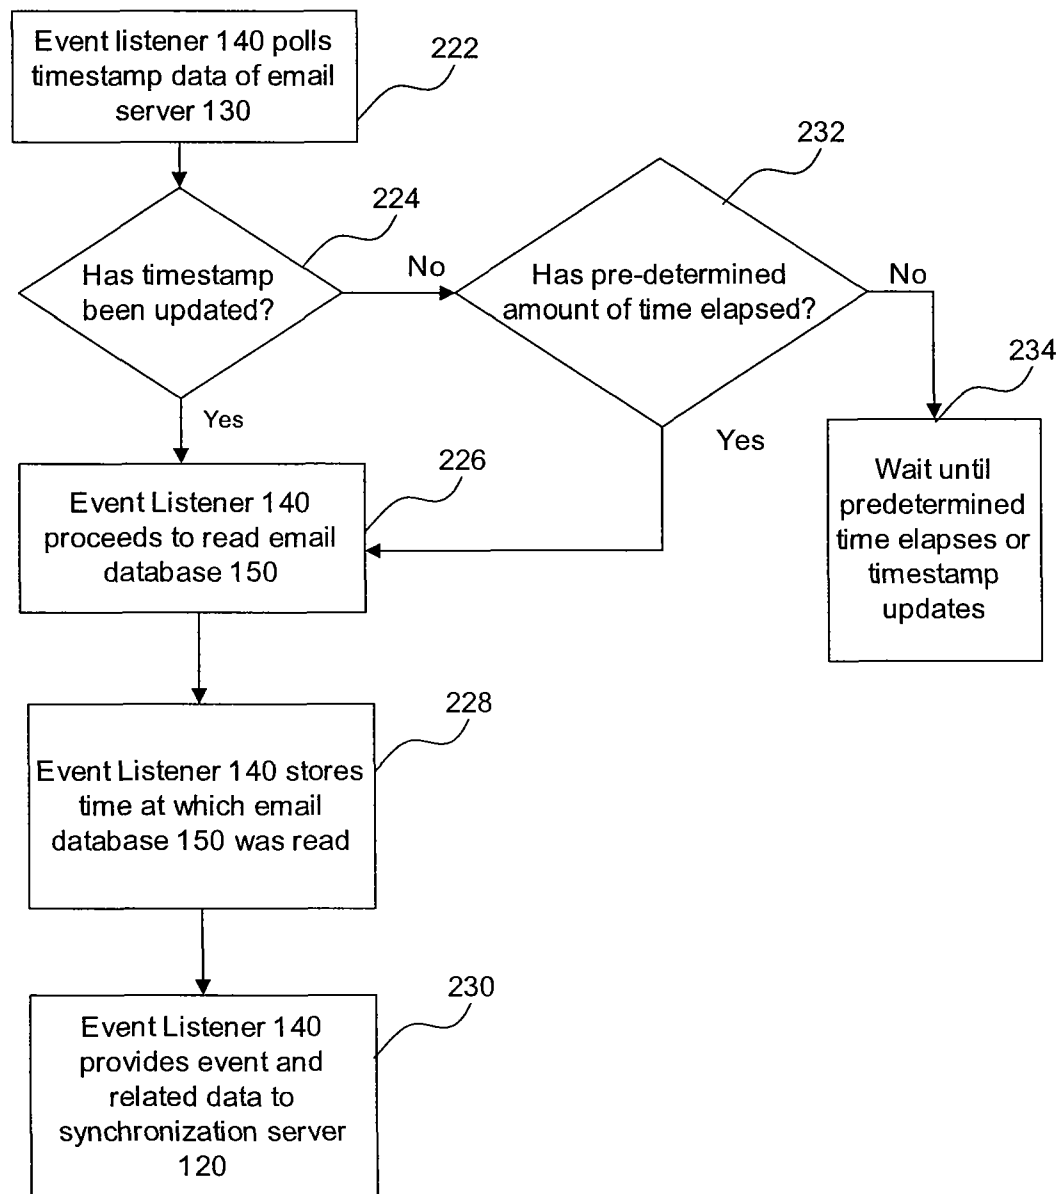 Event listener 140 polls
timestamp data of email
server 130
222
232
224
Has timestamp
been updated?
No
Has pre-determined
amount of time elapsed?
No
234
Yes
Yes
Wait until
predetermined
time elapses or
timestamp
updates
226
Event Listener 140
proceeds to read email
database 150
228
Event Listener 140 stores
time at which email
database 150 was read
230
Event Listener 140
provides event and
related data to
synchronization server
120